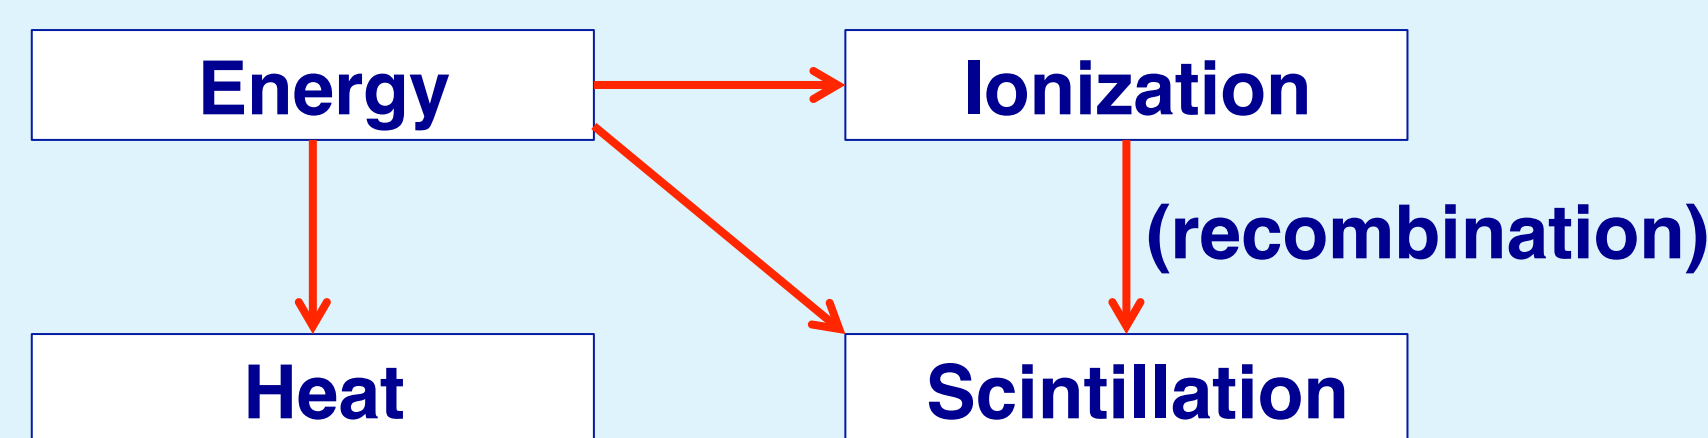 Energy
Ionization
(recombination)
Heat
Scintillation